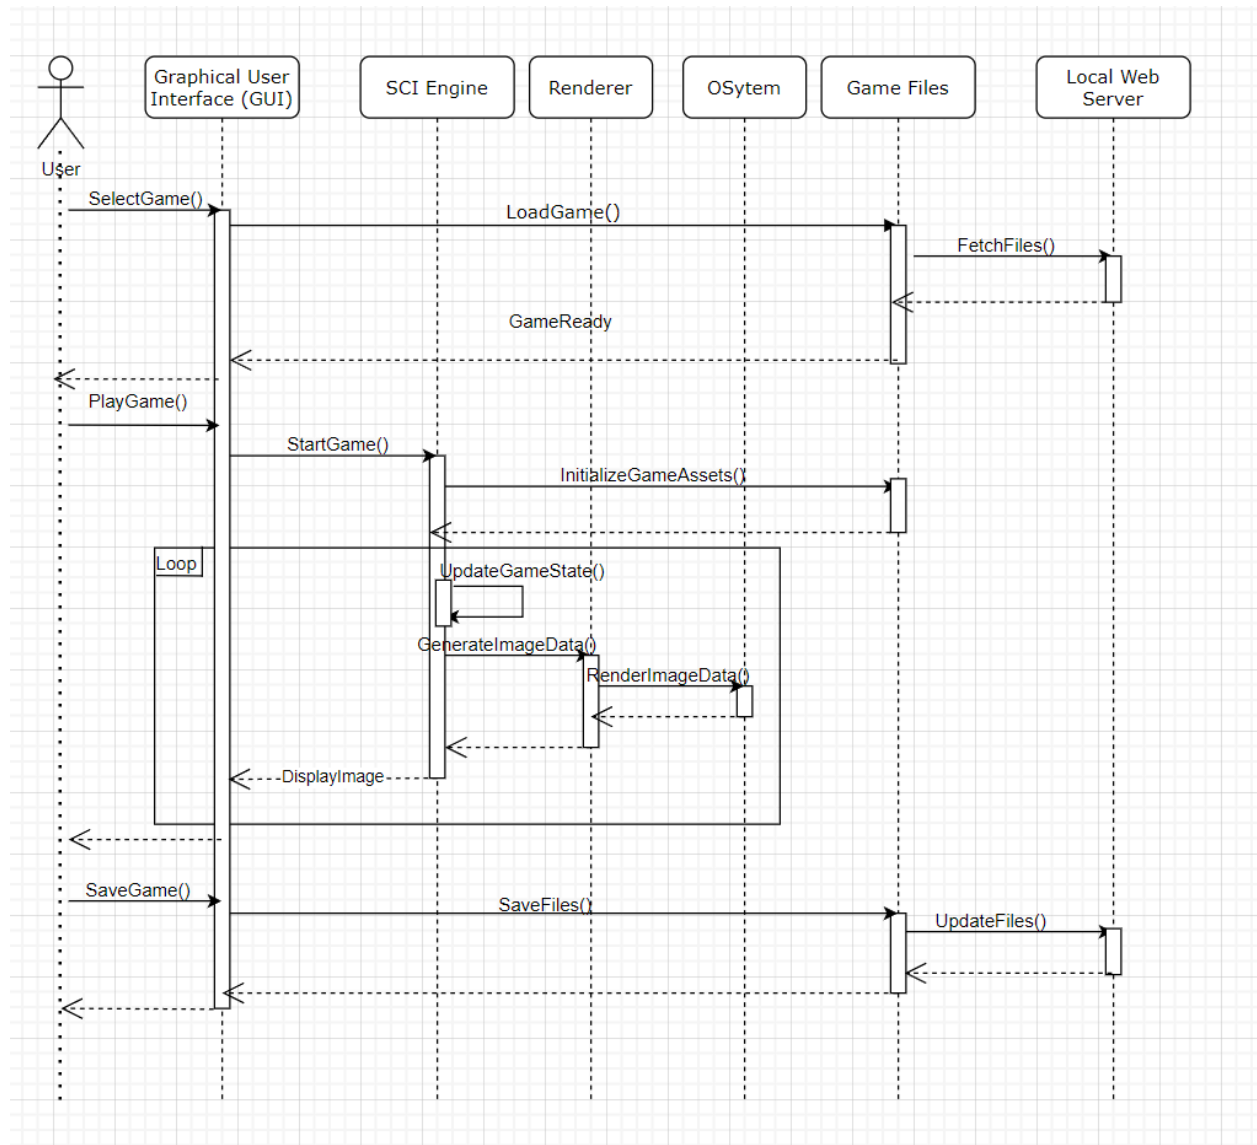 Graphical User
Interface (GUI)
SCI Engine
Renderer
OSytem
Game Files
Local Web
Server
User
SelectGame()
LoadGame()
FetchFiles()
GameReady
PlayGame()
StartGame()
InitializeGameAssets()
Loop
UpdateGameState()
GenerateImageData()
RenderImageData()
DisplayImage
SaveGame()
SaveFiles()
UpdateFiles()